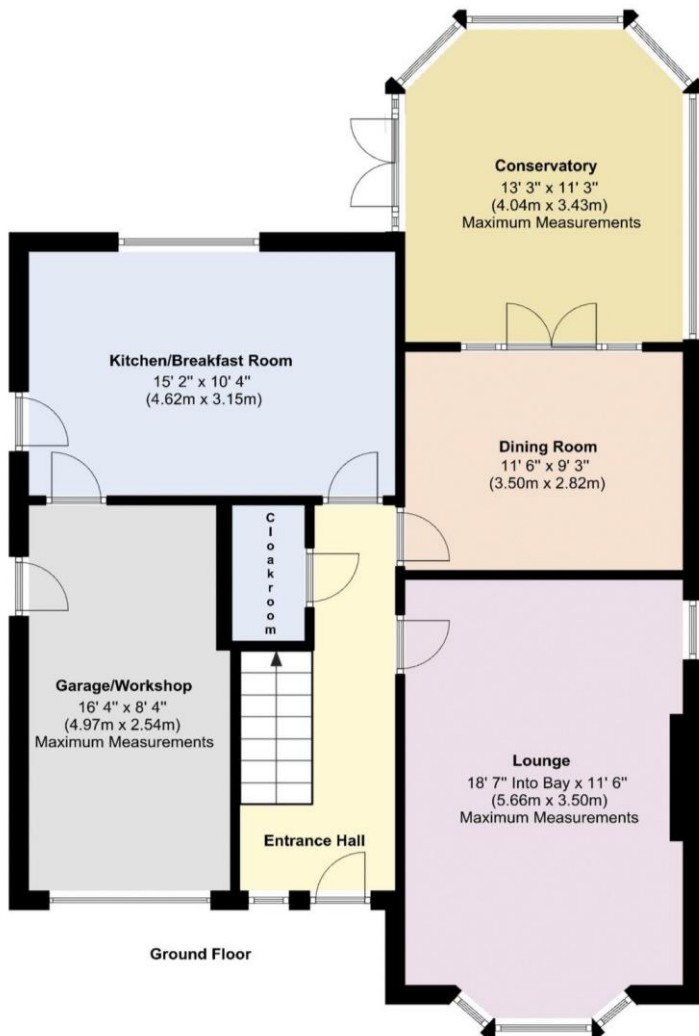 Conservatory
13' 3" x 11' 3"
(4.04m x 3.43m)
Maximum Measurements
Kitchen/Breakfast Room
15' 2" x 10' 4"
(4.62m x 3.15m)
Dining Room
11' 6" x 9' 3"
(3.50m x 2.82m)
Cloakroom
Garage/Workshop
16' 4" x 8' 4"
(4.97m x 2.54m)
Maximum Measurements
Lounge
18' 7" Into Bay x 11' 6"
(5.66m x 3.50m)
Maximum Measurements
Entrance Hall
Ground Floor